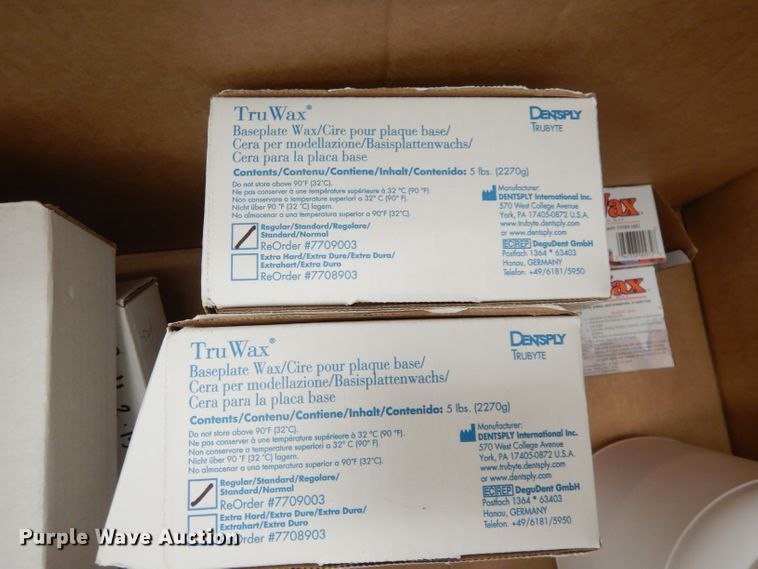 TruWax®
Baseplate Wax/Cire pour plaque base/
Cera per modellazione/Basisplattenwachs/
Cera para la placa base
Contents/Contenu/Contiene/Inhalt/Contenido: 5 lbs. (2270g)
Do not store above 90°F (32°C).
Ne pas conserver à une température supérieure à 32 °C (90 °F).
Non conservare a temperature superiori a 32° C (90° F).
Nicht über 90 °F (32 °C) lagern.
No almacenar a una temperatura superior a 90°F (32°C).
Regular/Standard/Regolare/
Standard/Normal
ReOrder #7709003
Extra Hard/Extra Dure/Extra Dura/
Extrahart/Extra Duro
ReOrder #7708903
DENTSPLY
TRUBYTE
Manufacturer:
DENTSPLY International Inc.
570 West College Avenue
York, PA 17405-0872 U.S.A.
www.trubyte.dentsply.com
or www.dentsply.com
EC REP DeguDent GmbH
Postfach 1364 * 63403
Hanau, GERMANY
Telefon. +49/6181/5950
ax
TruWax®
Baseplate Wax/Cire pour plaque base/
Cera per modellazione/Basisplattenwachs/
Cera para la placa base
Contents/Contenu/Contiene/Inhalt/Contenido: 5 lbs. (2270g)
Do not store above 90°F (32°C).
Ne pas conserver à une température supérieure à 32 °C (90 °F).
Non conservare a temperature superiori a 32° C (90° F).
Nicht über 90 °F (32 °C) lagern.
No almacenar a una temperatura superior a 90°F (32°C).
Regular/Standard/Regolare/
Standard/Normal
ReOrder #7709003
Extra Hard/Extra Dure/Extra Dura/
Extrahart/Extra Duro
ReOrder #7708903
DENTSPLY
TRUBYTE
Manufacturer:
DENTSPLY International Inc.
570 West College Avenue
York, PA 17405-0872 U.S.A.
www.trubyte.dentsply.com
or www.dentsply.com
EC REP DeguDent GmbH
Postfach 1364 * 63403
Hanau, GERMANY
Telefon. +49/6181/5950
Purple Wave Auction